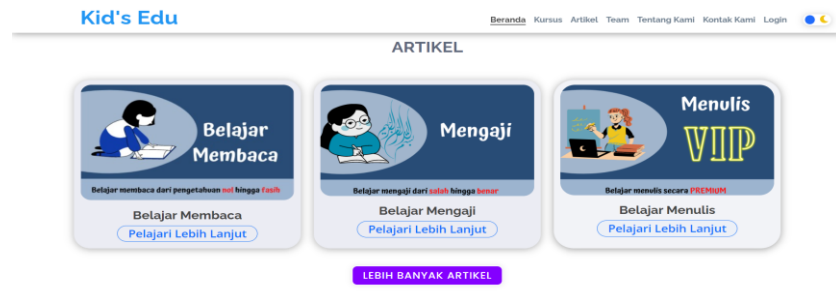 Kid's Edu
Beranda Kursus Artikel Team Tentang Kami Kontak Kami Login
ARTIKEL
Belajar
Membaca
Belajar membaca dari pengetahuan nol hingga fasih
Belajar Membaca
Pelajari Lebih Lanjut
Mengaji
Belajar mengaji dari salah hingga benar
Belajar Mengaji
Pelajari Lebih Lanjut
Menulis
VIP
Belajar menulis secara PREMIUM
Belajar Menulis
Pelajari Lebih Lanjut
LEBIH BANYAK ARTIKEL